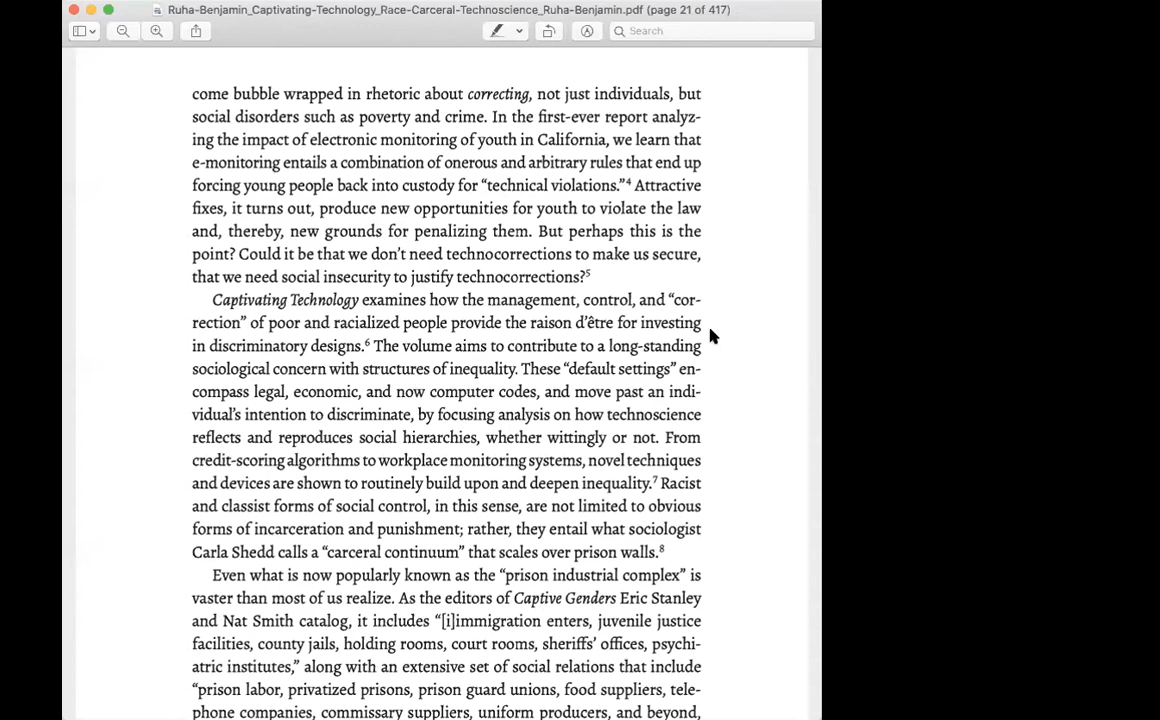 Ruha-Benjamin_Captivating-Technology_Race-Carceral-Technoscience_Ruha-Benjamin.pdf (page 21 of 417)
Search
come bubble wrapped in rhetoric about correcting, not just individuals, but
social disorders such as poverty and crime. In the first-ever report analyz-
ing the impact of electronic monitoring of youth in California, we learn that
e-monitoring entails a combination of onerous and arbitrary rules that end up
forcing young people back into custody for “technical violations.”4 Attractive
fixes, it turns out, produce new opportunities for youth to violate the law
and, thereby, new grounds for penalizing them. But perhaps this is the
point? Could it be that we don’t need technocorrections to make us secure,
that we need social insecurity to justify technocorrections?5
Captivating Technology examines how the management, control, and “cor-
rection” of poor and racialized people provide the raison d’être for investing
in discriminatory designs.6 The volume aims to contribute to a long-standing
sociological concern with structures of inequality. These “default settings” en-
compass legal, economic, and now computer codes, and move past an indi-
vidual’s intention to discriminate, by focusing analysis on how technoscience
reflects and reproduces social hierarchies, whether wittingly or not. From
credit-scoring algorithms to workplace monitoring systems, novel techniques
and devices are shown to routinely build upon and deepen inequality.7 Racist
and classist forms of social control, in this sense, are not limited to obvious
forms of incarceration and punishment; rather, they entail what sociologist
Carla Shedd calls a “carceral continuum” that scales over prison walls.8
Even what is now popularly known as the “prison industrial complex” is
vaster than most of us realize. As the editors of Captive Genders Eric Stanley
and Nat Smith catalog, it includes “[i]immigration enters, juvenile justice
facilities, county jails, holding rooms, court rooms, sheriffs’ offices, psychi-
atric institutes,” along with an extensive set of social relations that include
“prison labor, privatized prisons, prison guard unions, food suppliers, tele-
phone companies, commissary suppliers, uniform producers, and beyond,